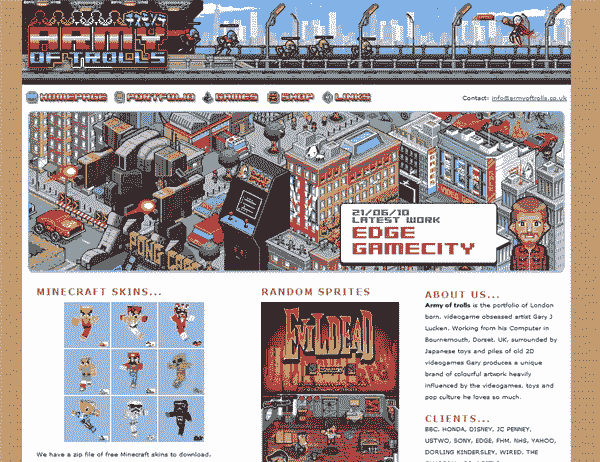 ARMY
OF TROLLS
HOMEPAGE PORTFOLIO GAMES SHOP LINKS
Contact: info@armyoftrolls.co.uk
21/06/10
LATEST WORK
EDGE
GAMECITY
MINECRAFT SKINS...
We have a zip file of free Minecraft skins to download.
RANDOM SPRITES
EVIL DEAD
ABOUT US...
Army of trolls is the portfolio of London
born, videogame obsessed artist Gary J
Lucken. Working from his Computer in
Bournemouth, Dorset, UK, surrounded by
Japanese toys and piles of old 2D
videogames Gary produces a unique
brand of colourful artwork heavily
influenced by the videogames, toys and
pop culture he loves so much.
CLIENTS...
BBC, HONDA, DISNEY, JC PENNEY,
USTWO, SONY, EDGE, FHM, NHS, YAHOO,
DORLING KINDERSLEY, WIRED, THE